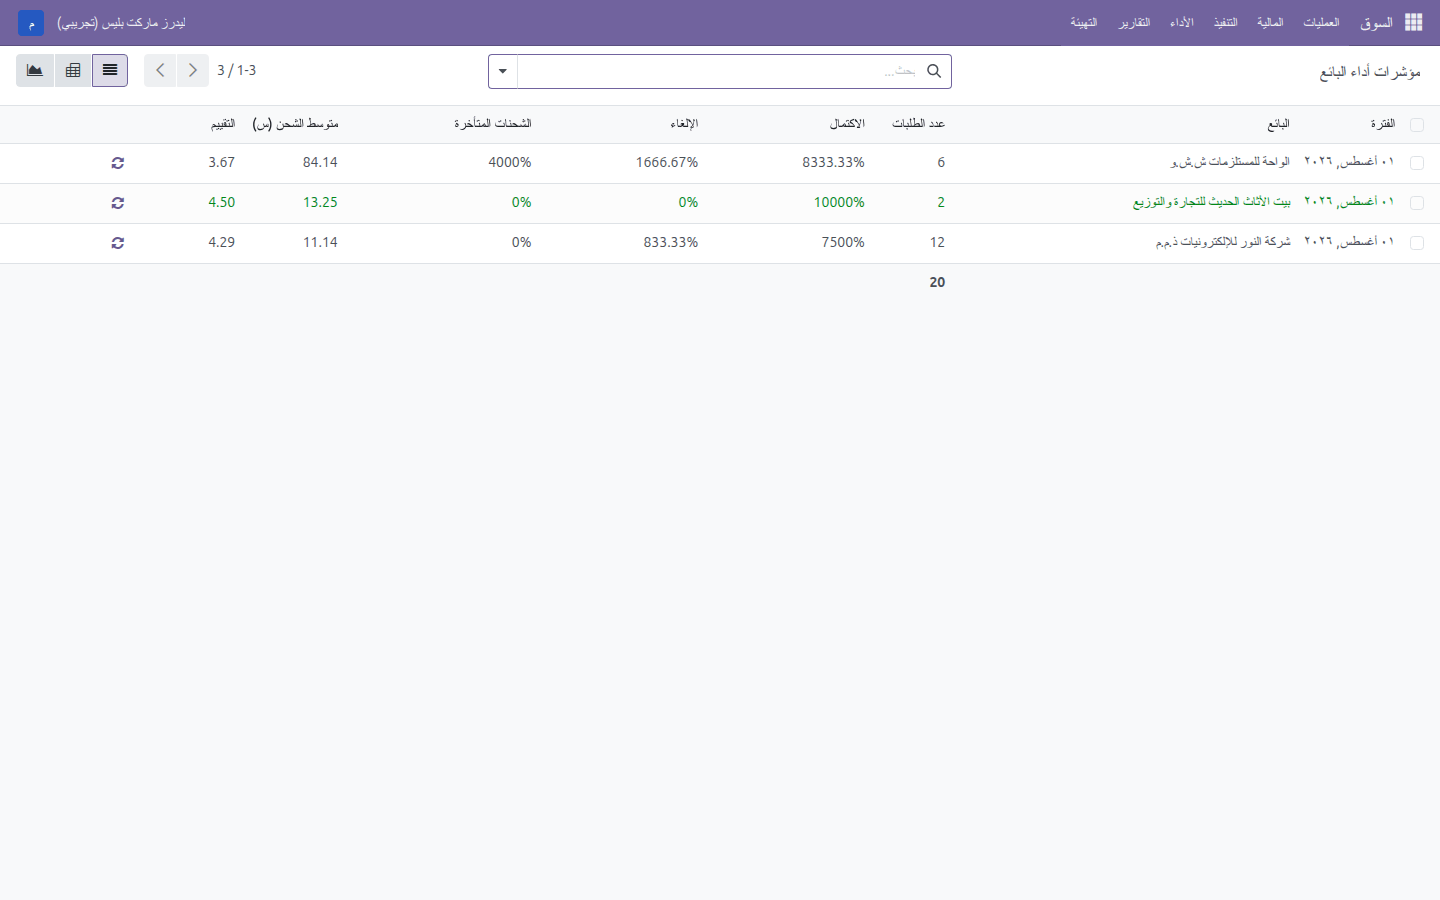 السوق العمليات المالية التنفيذ الأداء التقارير التهيئة ليدرز ماركت بليس (تجريبي) م
مؤشرات أداء البائع بحث... 1-3 / 3
الفترة البائع عدد الطلبات الاكتمال الإلغاء الشحنات المتأخرة متوسط الشحن (س) التقييم
٠١ أغسطس, ٢٠٢٦ الواحة للمستلزمات ش.ش.و 6 8333.33% 1666.67% 4000% 84.14 3.67
٠١ أغسطس, ٢٠٢٦ بيت الأثاث الحديث للتجارة والتوزيع 2 10000% 0% 0% 13.25 4.50
٠١ أغسطس, ٢٠٢٦ شركة النور للإلكترونيات ذ.م.م 12 7500% 833.33% 0% 11.14 4.29
20